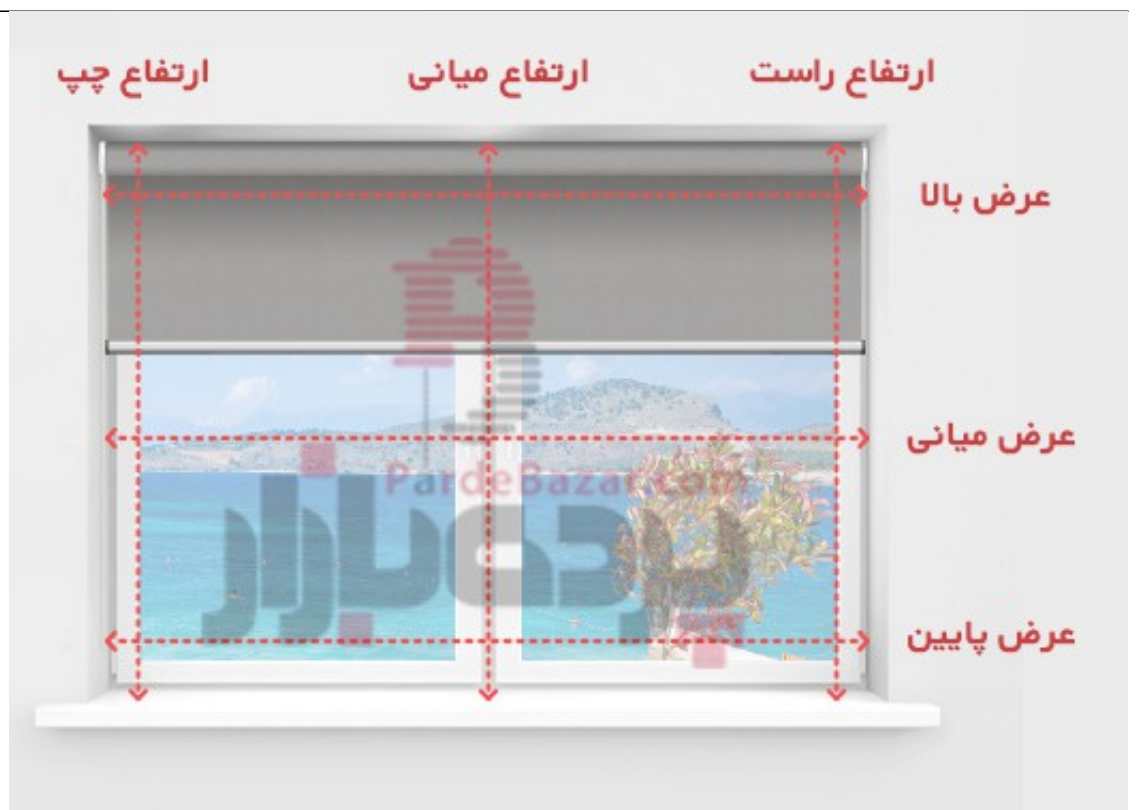 ارتفاع راست ارتفاع میانی ارتفاع چپ
عرض بالا
عرض میانی
PardeBazar.com
پرده بازار
عرض پایین